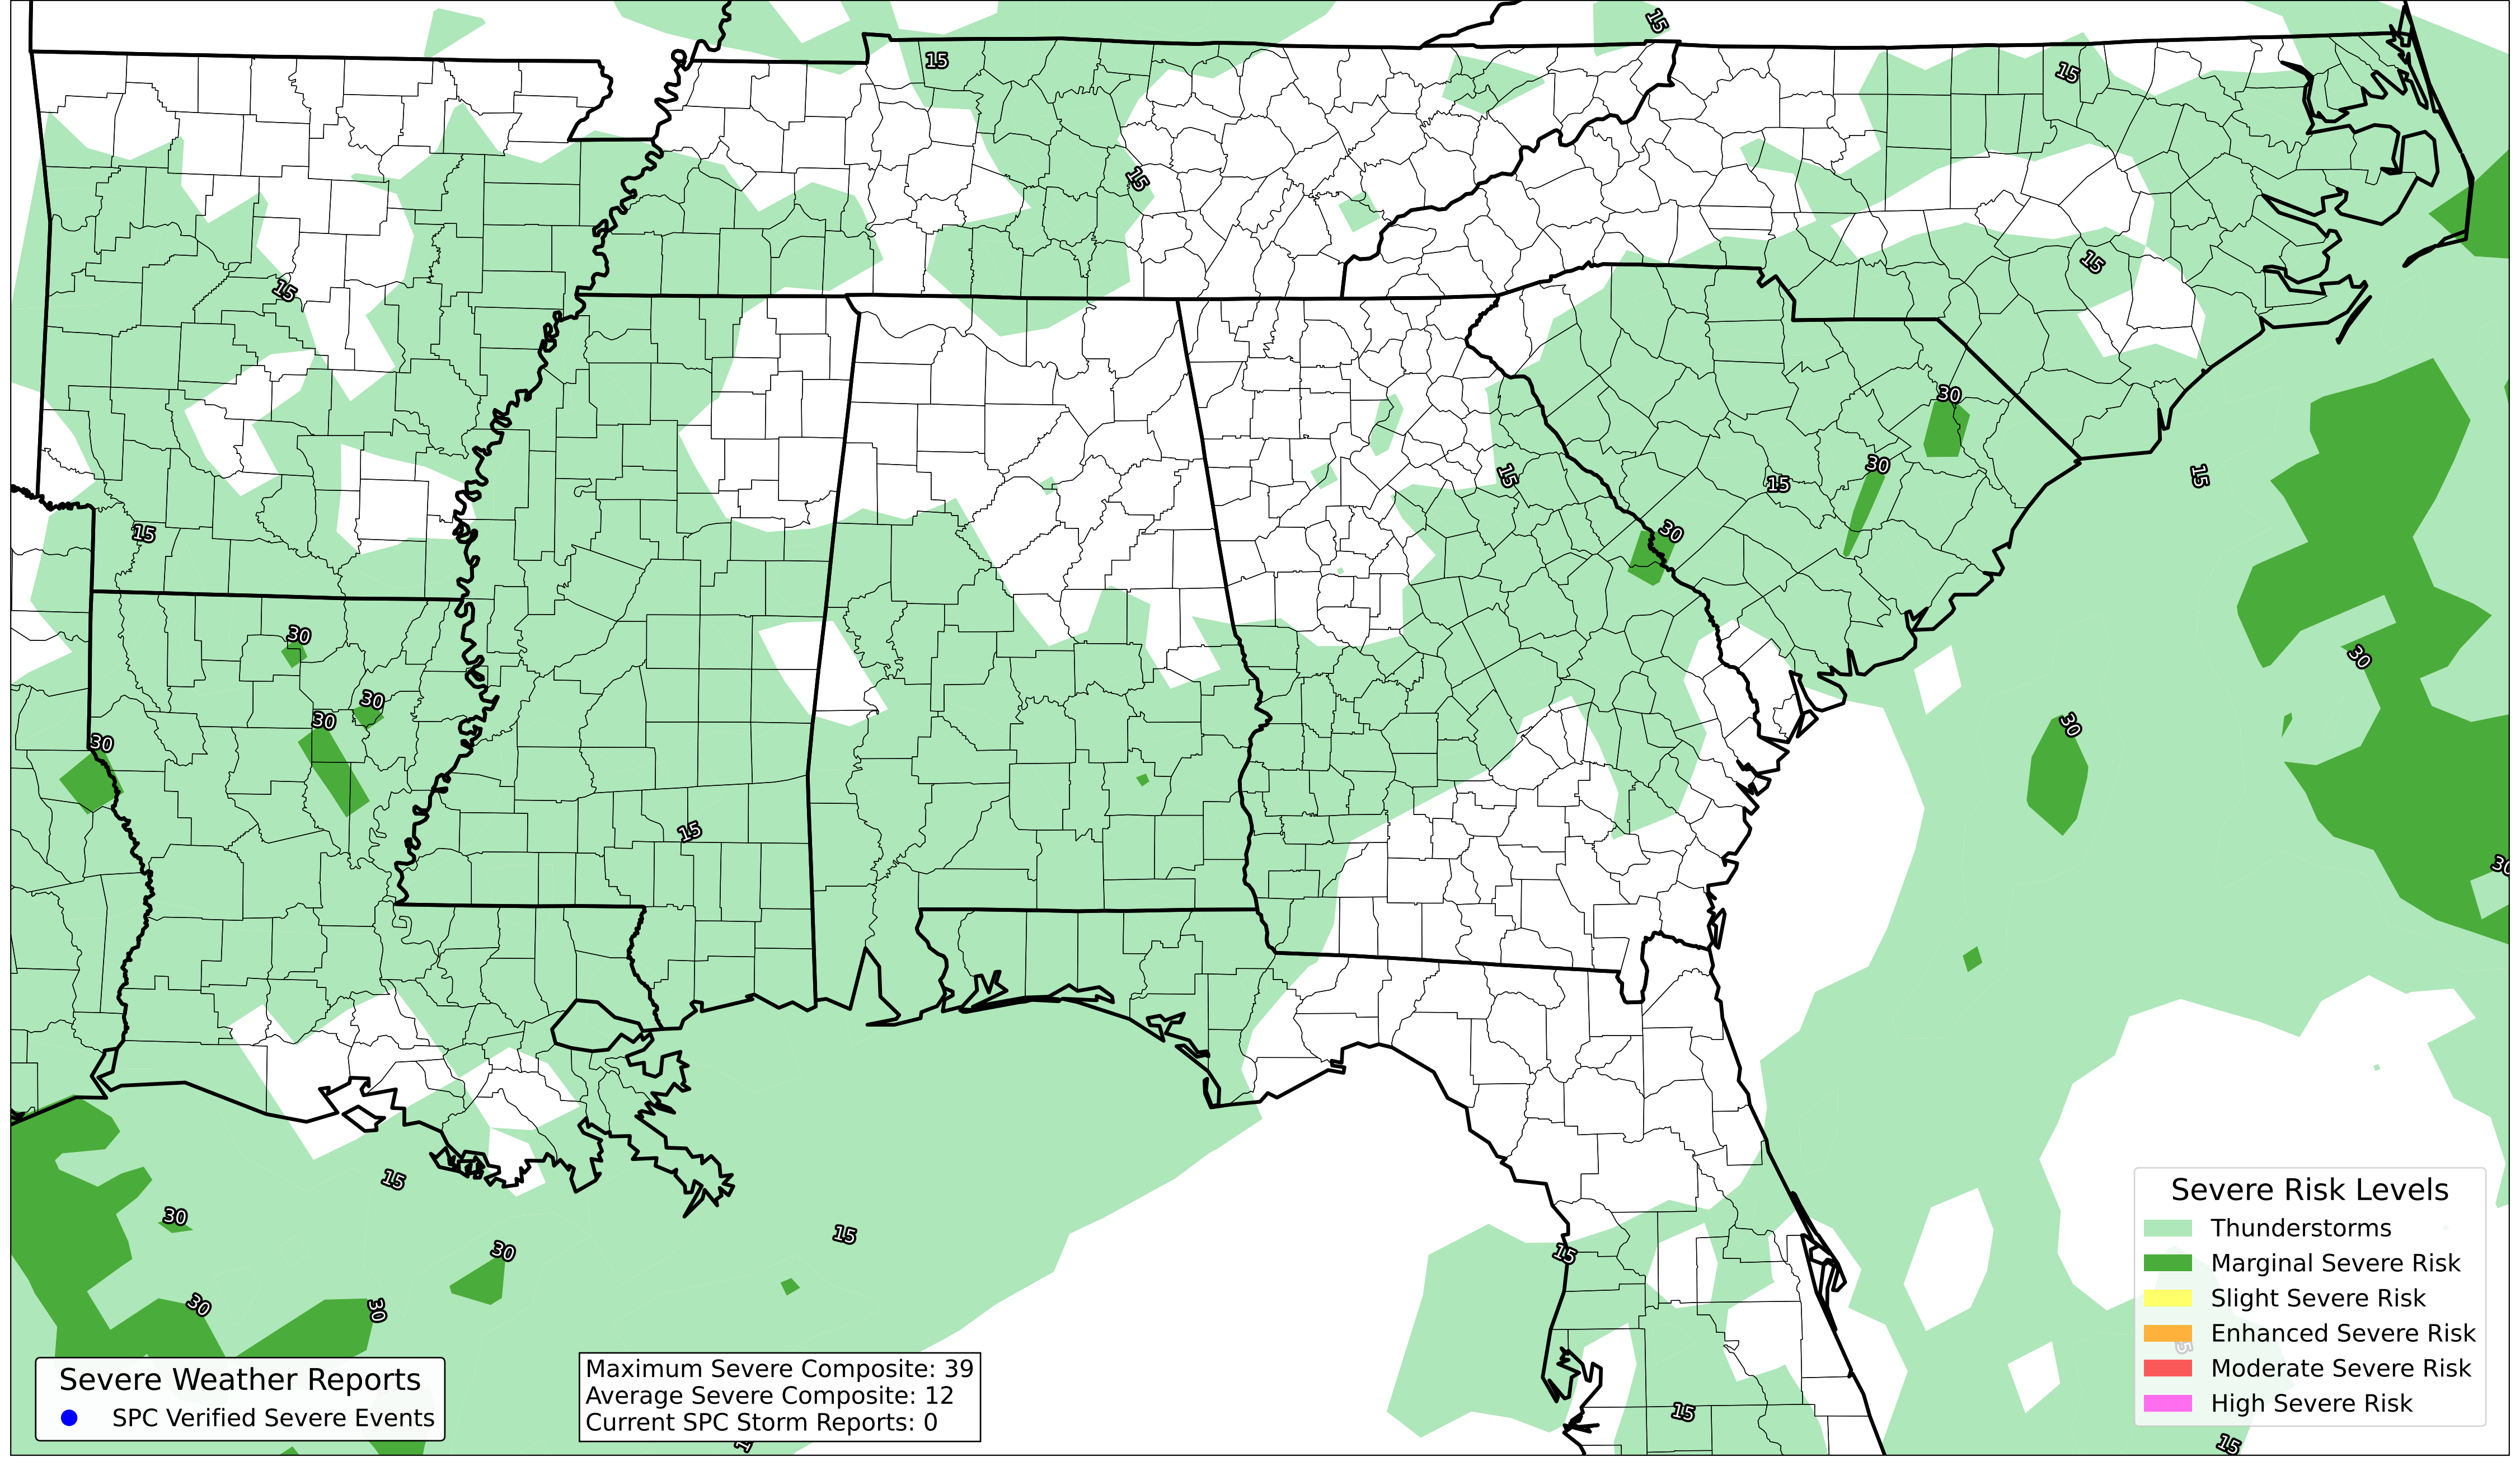 15
15
15
15
15
15
30
30
15
15
15
30
15
30
30
15
30
30
30
30
30
15
30
15
30
15
30
15
30
30
15
15
Severe Risk Levels
Thunderstorms
Marginal Severe Risk
Slight Severe Risk
Enhanced Severe Risk
Moderate Severe Risk
High Severe Risk
Severe Weather Reports
SPC Verified Severe Events
Maximum Severe Composite: 39
Average Severe Composite: 12
Current SPC Storm Reports: 0